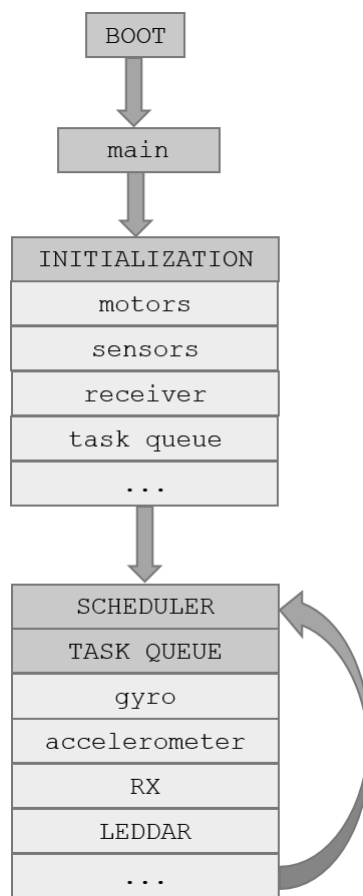 BOOT
main
INITIALIZATION
motors
sensors
receiver
task queue
...
SCHEDULER
TASK QUEUE
gyro
accelerometer
RX
LEDDAR
...